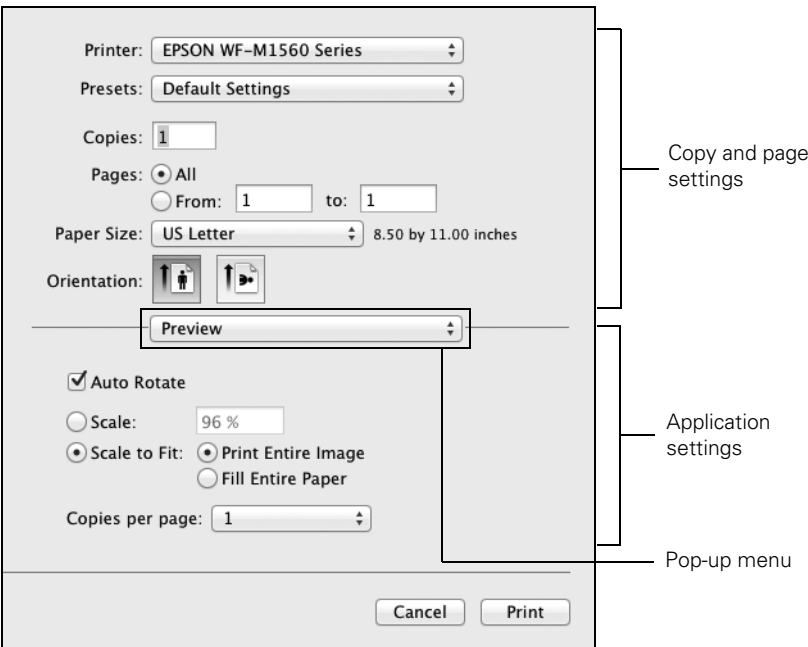 Printer: EPSON WF-M1560 Series
Presets: Default Settings
Copies: 1
Pages: All
From: 1 to: 1
Paper Size: US Letter 8.50 by 11.00 inches
Orientation:
Preview
Auto Rotate
Scale: 96 %
Scale to Fit: Print Entire Image
Fill Entire Paper
Copies per page: 1
Cancel Print
Copy and page
settings
Application
settings
Pop-up menu